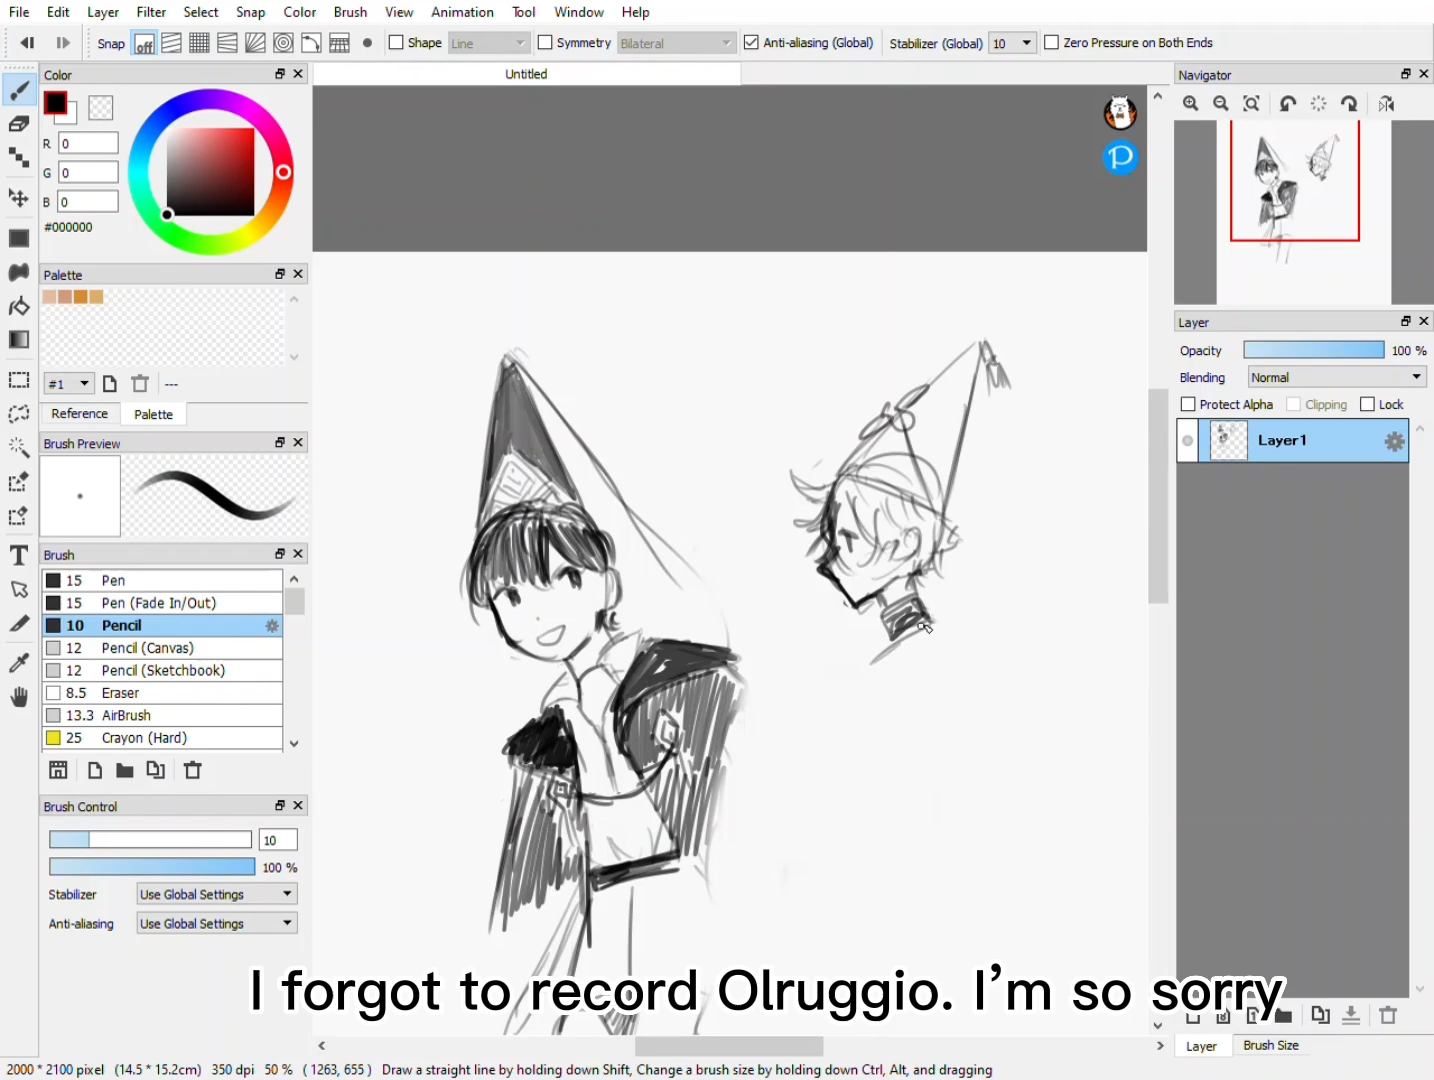 File Edit Layer Filter Select Snap Color Brush View Animation Tool Window Help
Snap off Shape Line Symmetry Bilateral Anti-aliasing (Global) Stabilizer (Global) 10 Zero Pressure on Both Ends
Color
R 0
G 0
B 0
#000000
Palette
#1 ---
Reference Palette
Brush Preview
Brush
15 Pen
15 Pen (Fade In/Out)
10 Pencil
12 Pencil (Canvas)
12 Pencil (Sketchbook)
8.5 Eraser
13.3 AirBrush
25 Crayon (Hard)
Brush Control
10
100 %
Stabilizer Use Global Settings
Anti-aliasing Use Global Settings
Untitled
P
Navigator
Layer
Opacity 100 %
Blending Normal
Protect Alpha Clipping Lock
Layer1
I forgot to record Olruggio. I'm so sorry
Layer Brush Size
2000 * 2100 pixel (14.5 * 15.2cm) 350 dpi 50 % ( 1263, 655 ) Draw a straight line by holding down Shift, Change a brush size by holding down Ctrl, Alt, and dragging